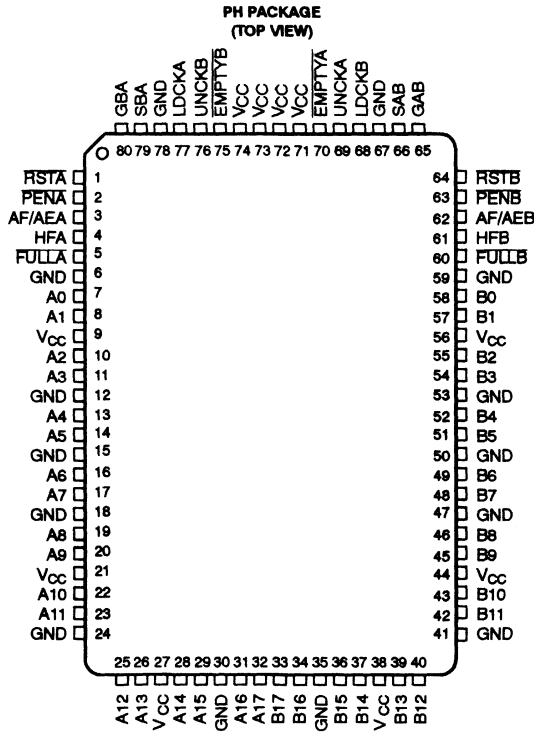 PH PACKAGE
(TOP VIEW)
GBA SBA GND LDCKA UNCKB EMPTYB VCC VCC VCC VCC EMPTYA UNCKA LDCKB GND SAB GAB
80 79 78 77 76 75 74 73 72 71 70 69 68 67 66 65
RSTA 1 64 RSTB
PENA 2 63 PENB
AF/AEA 3 62 AF/AEB
HFA 4 61 HFB
FULLA 5 60 FULLB
GND 6 59 GND
A0 7 58 B0
A1 8 57 B1
VCC 9 56 VCC
A2 10 55 B2
A3 11 54 B3
GND 12 53 GND
A4 13 52 B4
A5 14 51 B5
GND 15 50 GND
A6 16 49 B6
A7 17 48 B7
GND 18 47 GND
A8 19 46 B8
A9 20 45 B9
VCC 21 44 VCC
A10 22 43 B10
A11 23 42 B11
GND 24 41 GND
25 26 27 28 29 30 31 32 33 34 35 36 37 38 39 40
A12 A13 VCC A14 A15 GND A16 A17 B17 B16 GND B15 B14 VCC B13 B12